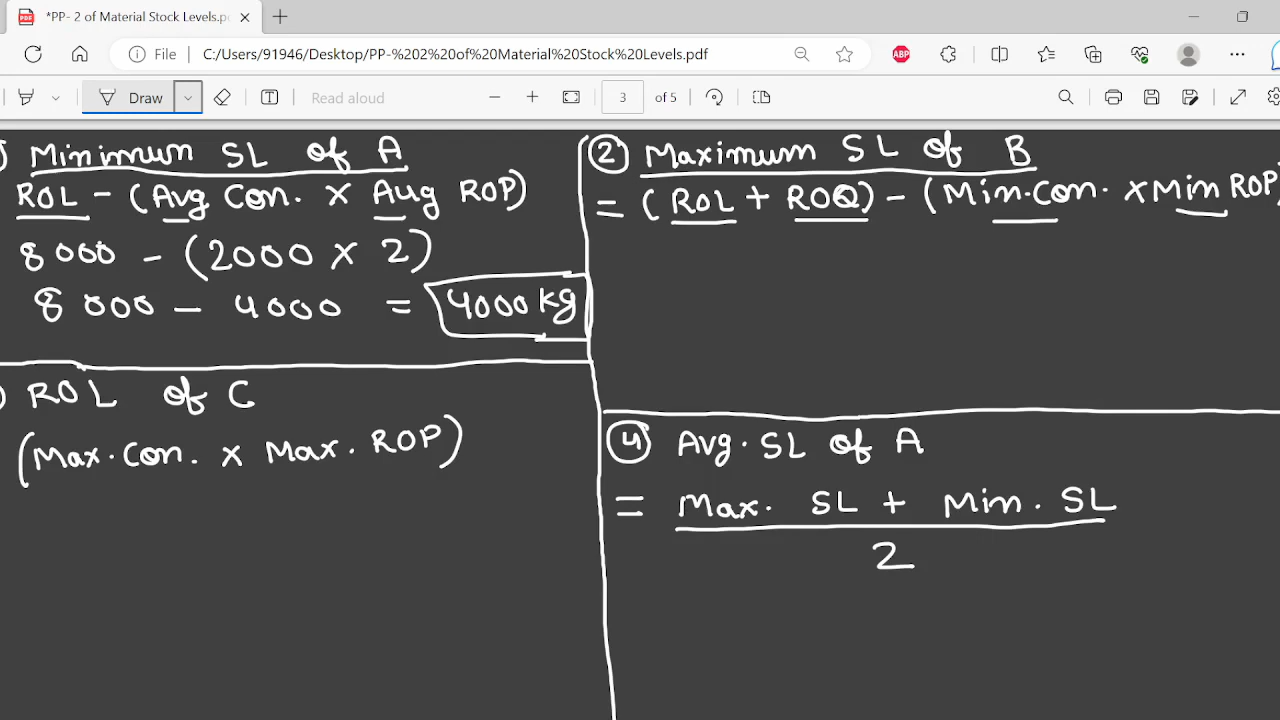 *PP- 2 of Material Stock Levels.p
File C:/Users/91946/Desktop/PP-%202%20of%20Material%20Stock%20Levels.pdf
Draw Read aloud 3 of 5
) Minimum SL of A
ROL - (Avg Con. x Avg ROP)
8000 - (2000 x 2)
8000 - 4000 = 4000 kg
② Maximum SL of B
= (ROL + ROQ) - (Min. Con. x Min ROP
) ROL of C
(Max. Con. x Max. ROP)
④ Avg. SL of A
= Max. SL + Min. SL
2